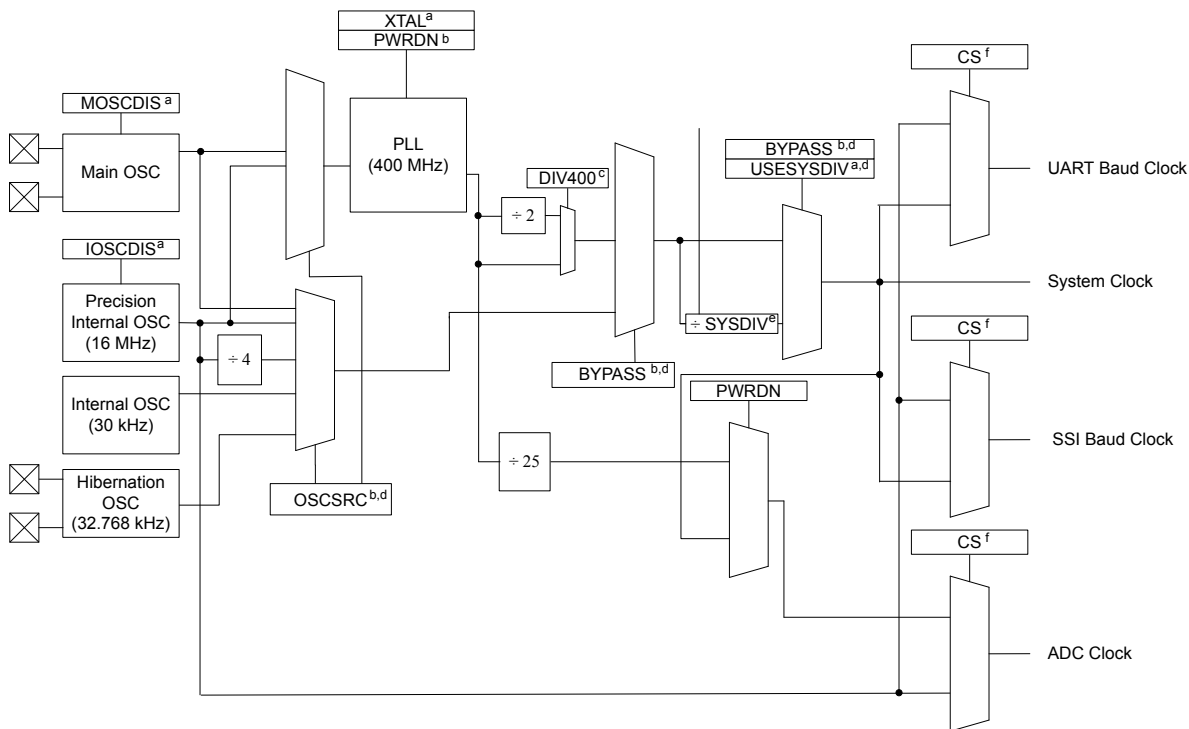 XTAL a
PWRDN b
MOSCDIS a
Main OSC
PLL
(400 MHz)
CS f
UART Baud Clock
BYPASS b,d
USESYSDIV a,d
DIV400 c
÷ 2
IOSCDIS a
Precision
Internal OSC
(16 MHz)
÷ 4
System Clock
÷ SYSDIV e
BYPASS b,d
CS f
Internal OSC
(30 kHz)
PWRDN
SSI Baud Clock
÷ 25
Hibernation
OSC
(32.768 kHz)
OSCSRC b,d
CS f
ADC Clock